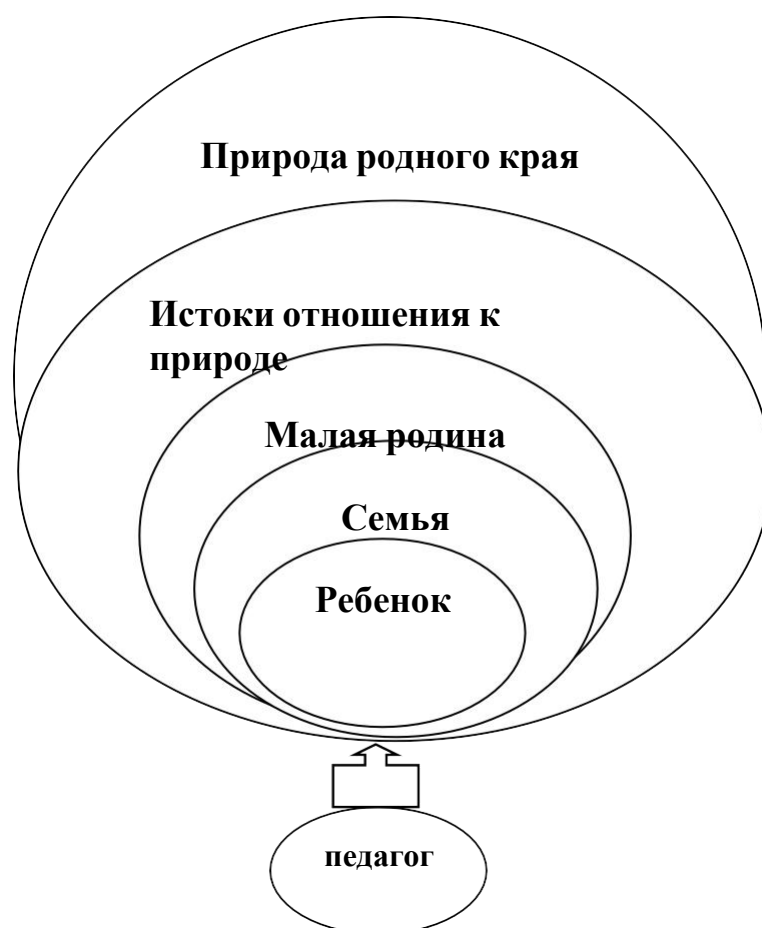 Природа родного края
Истоки отношения к
природе
Малая родина
Семья
Ребенок
педагог